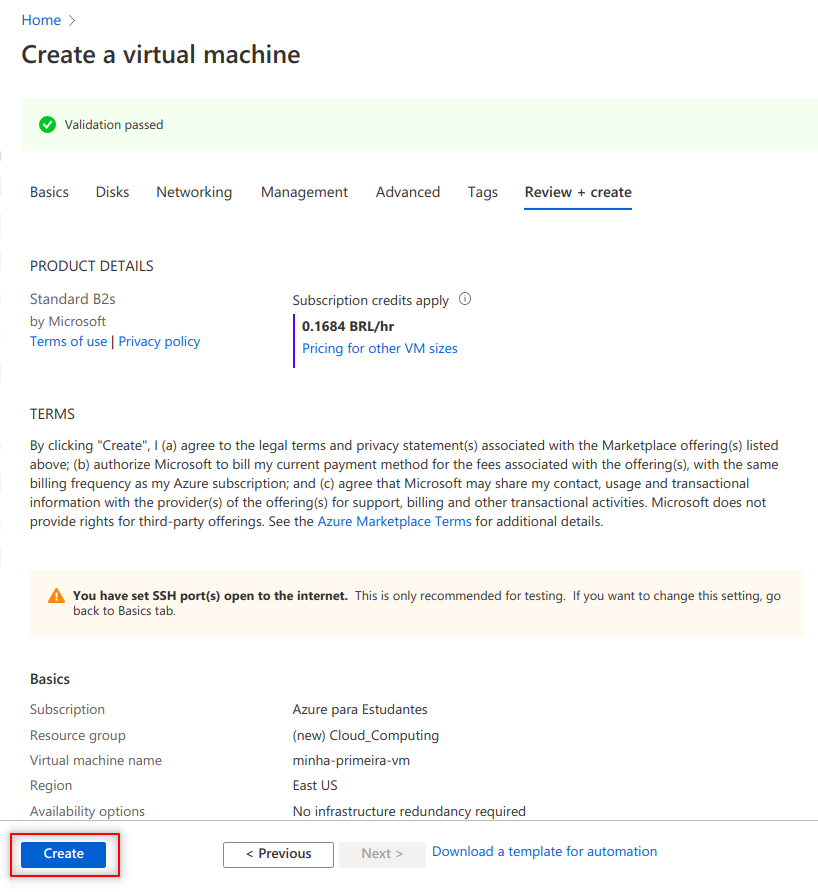 Home >
Create a virtual machine
Validation passed
Basics Disks Networking Management Advanced Tags Review + create
PRODUCT DETAILS
Standard B2s
by Microsoft
Terms of use | Privacy policy
Subscription credits apply
0.1684 BRL/hr
Pricing for other VM sizes
TERMS
By clicking "Create", I (a) agree to the legal terms and privacy statement(s) associated with the Marketplace offering(s) listed
above; (b) authorize Microsoft to bill my current payment method for the fees associated with the offering(s), with the same
billing frequency as my Azure subscription; and (c) agree that Microsoft may share my contact, usage and transactional
information with the provider(s) of the offering(s) for support, billing and other transactional activities. Microsoft does not
provide rights for third-party offerings. See the Azure Marketplace Terms for additional details.
You have set SSH port(s) open to the internet. This is only recommended for testing. If you want to change this setting, go
back to Basics tab.
Basics
Subscription Azure para Estudantes
Resource group (new) Cloud_Computing
Virtual machine name minha-primeira-vm
Region East US
Availability options No infrastructure redundancy required
Create < Previous Next > Download a template for automation